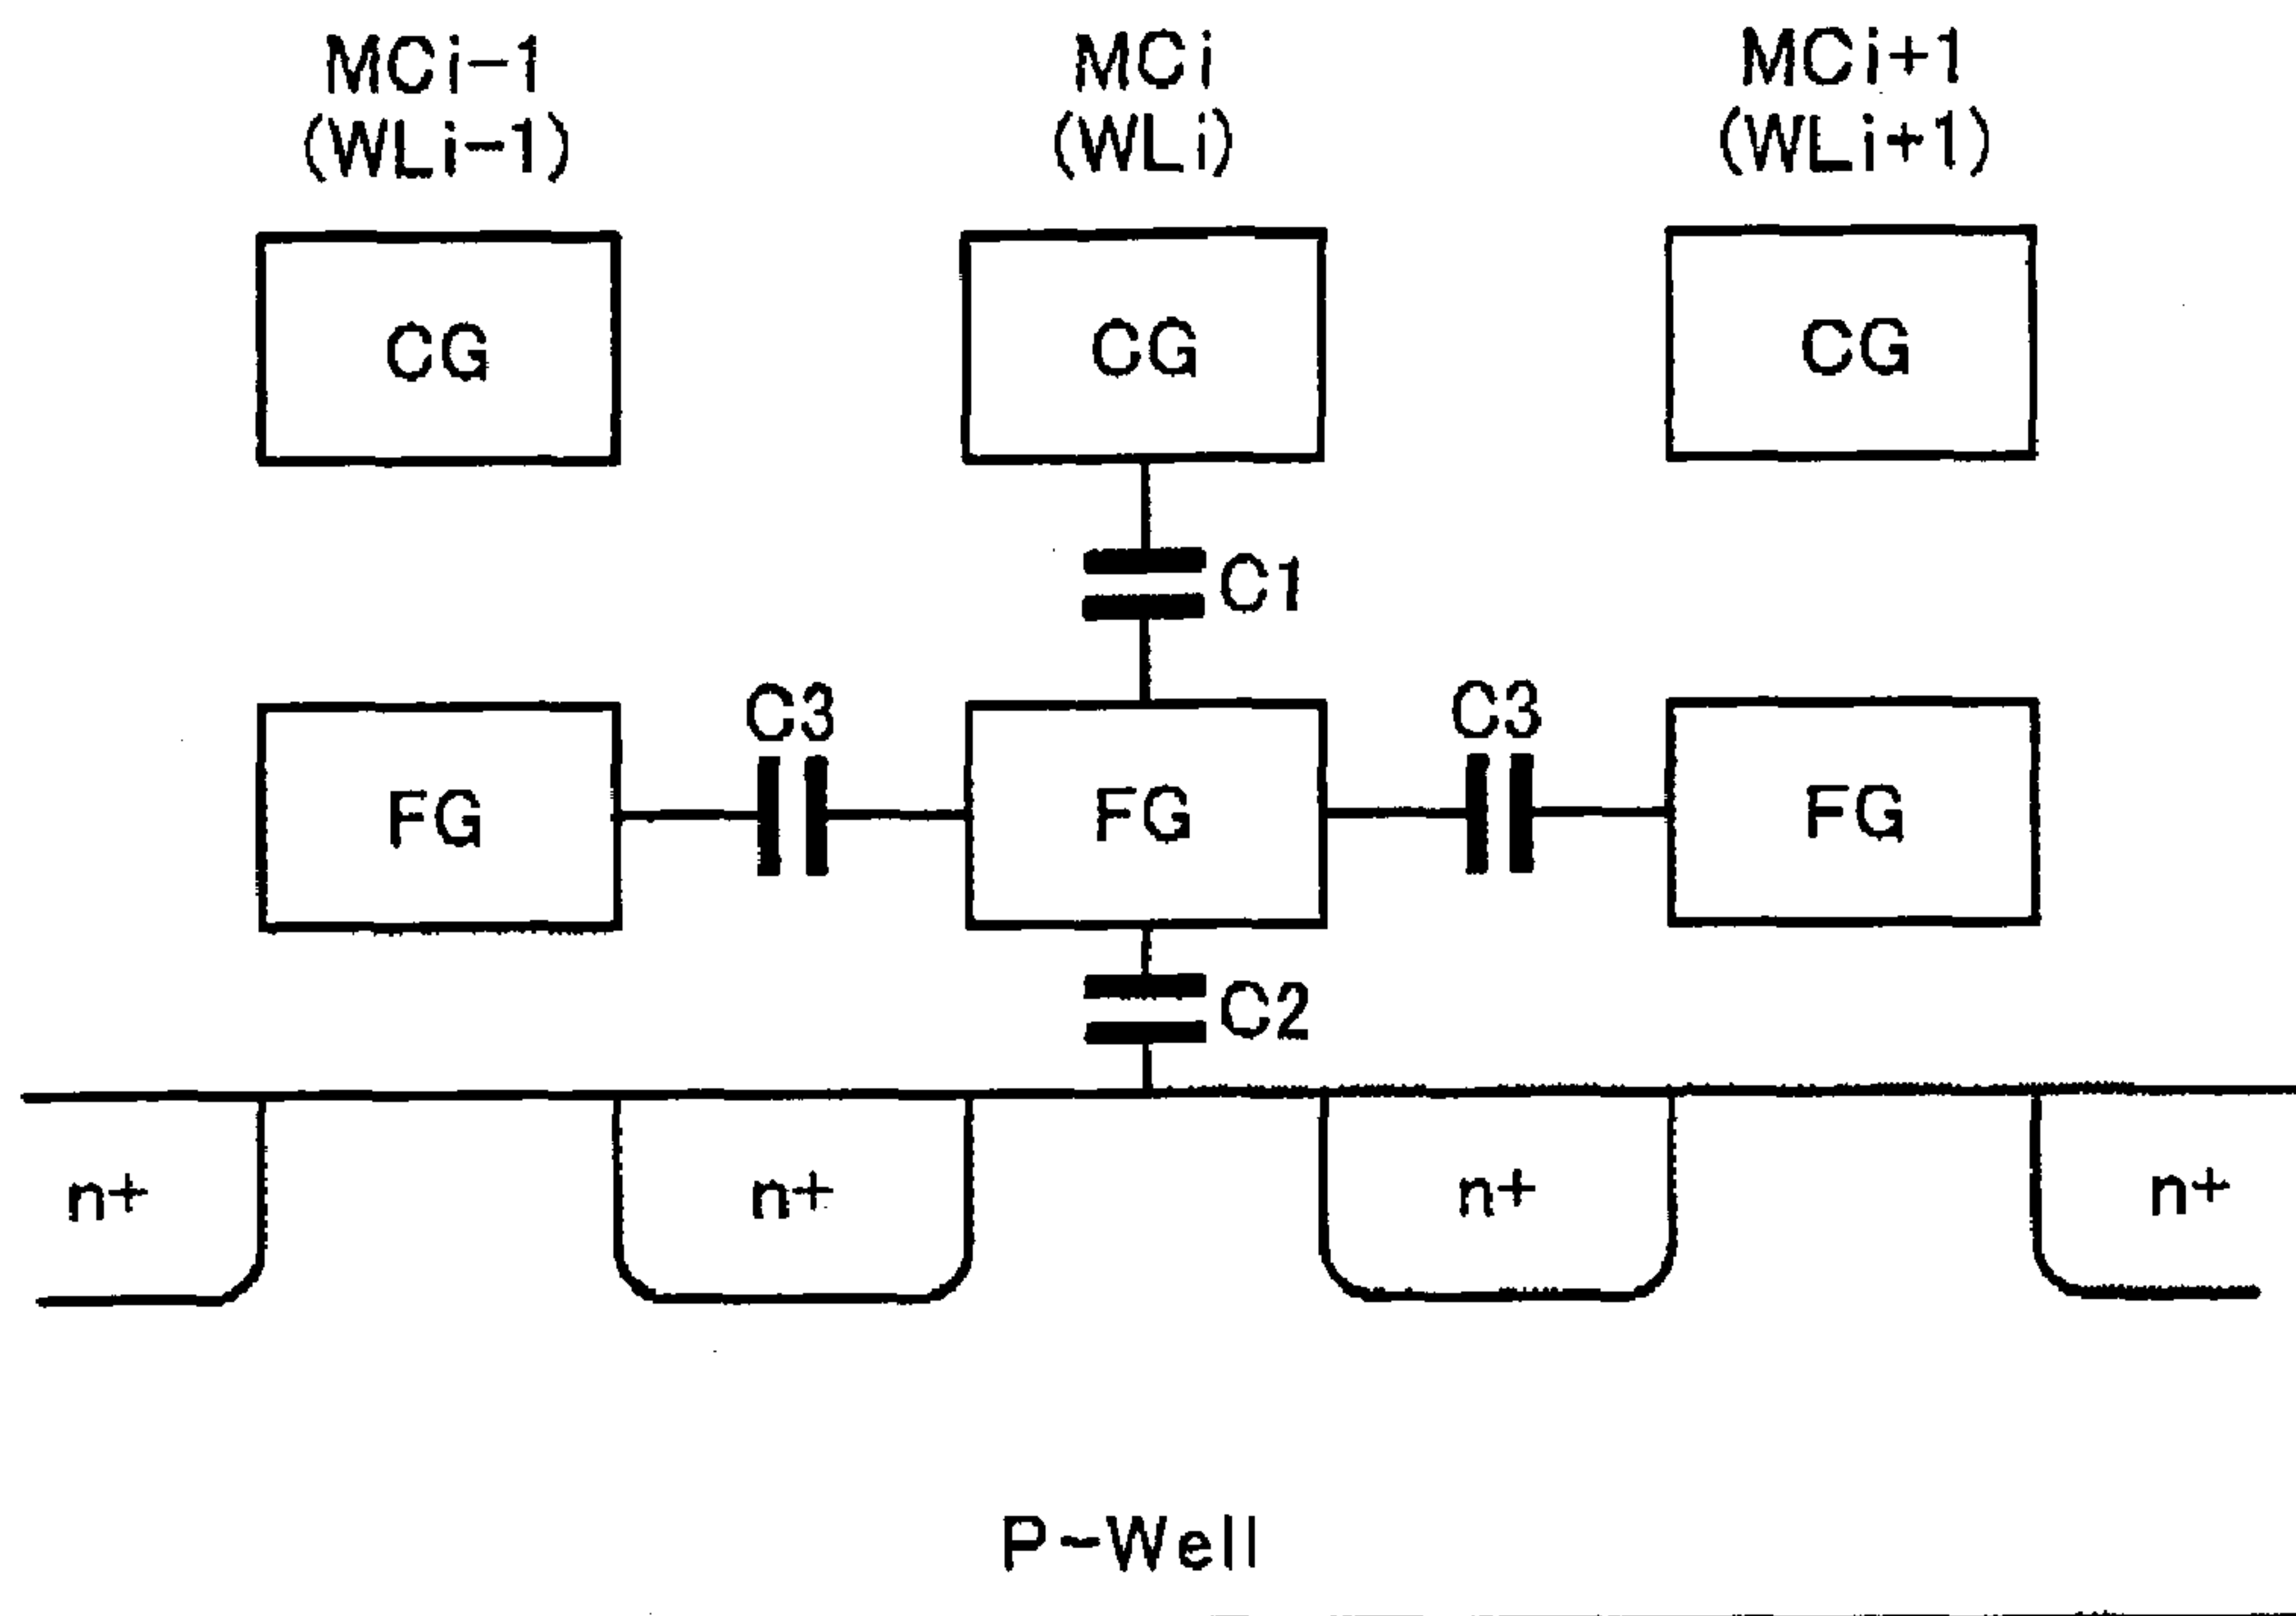 MCi-1 MCi MCi+1
(WLi-1) (WLi) (WLi+1)
CG CG CG
C1
C3 C3
FG FG FG
C2
n+ n+ n+ n+
P-Well